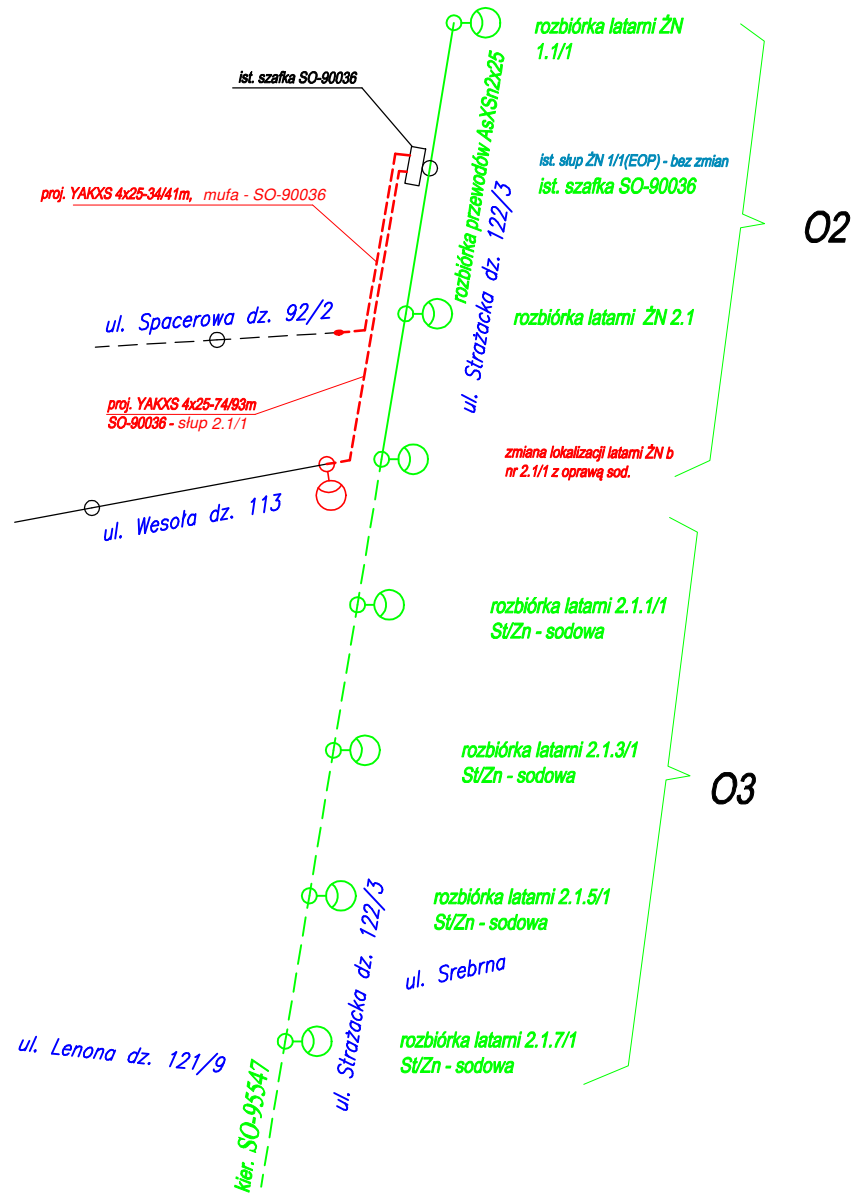 rozbiórka latarni ŻN
1.1/1
ist. szafka SO-90036
rozbiórka przewodów AsXSn2x25
ul. Strażacka dz. 122/3
ist. słup ŻN 1/1(EOP) - bez zmian
ist. szafka SO-90036
proj. YAKXS 4x25-34/41m, mufa - SO-90036
O2
ul. Spacerowa dz. 92/2
rozbiórka latarni ŻN 2.1
proj. YAKXS 4x25-74/93m
SO-90036 - słup 2.1/1
zmiana lokalizacji latarni ŻN b
nr 2.1/1 z oprawą sod.
ul. Wesoła dz. 113
rozbiórka latarni 2.1.1/1
St/Zn - sodowa
rozbiórka latarni 2.1.3/1
St/Zn - sodowa
O3
rozbiórka latarni 2.1.5/1
St/Zn - sodowa
ul. Strażacka dz. 122/3
ul. Srebrna
ul. Lenona dz. 121/9
rozbiórka latarni 2.1.7/1
St/Zn - sodowa
kier. SO-95547